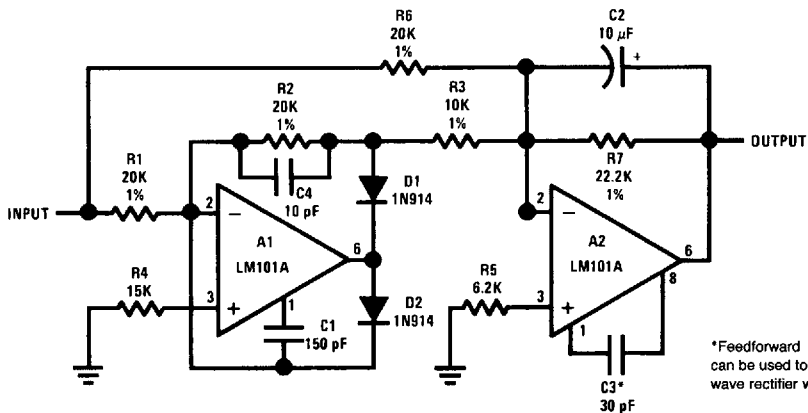 R6
20K
1%
C2
10 µF
+
R2
20K
1%
R3
10K
1%
R1
20K
1%
C4
10 pF
D1
1N914
R7
22.2K
1%
OUTPUT
INPUT
2
−
A1
LM101A
6
2
−
A2
LM101A
6
8
R4
15K
3
+
1
C1
150 pF
D2
1N914
R5
6.2K
3
+
1
C3*
30 pF
*Feedforward
can be used to
wave rectifier